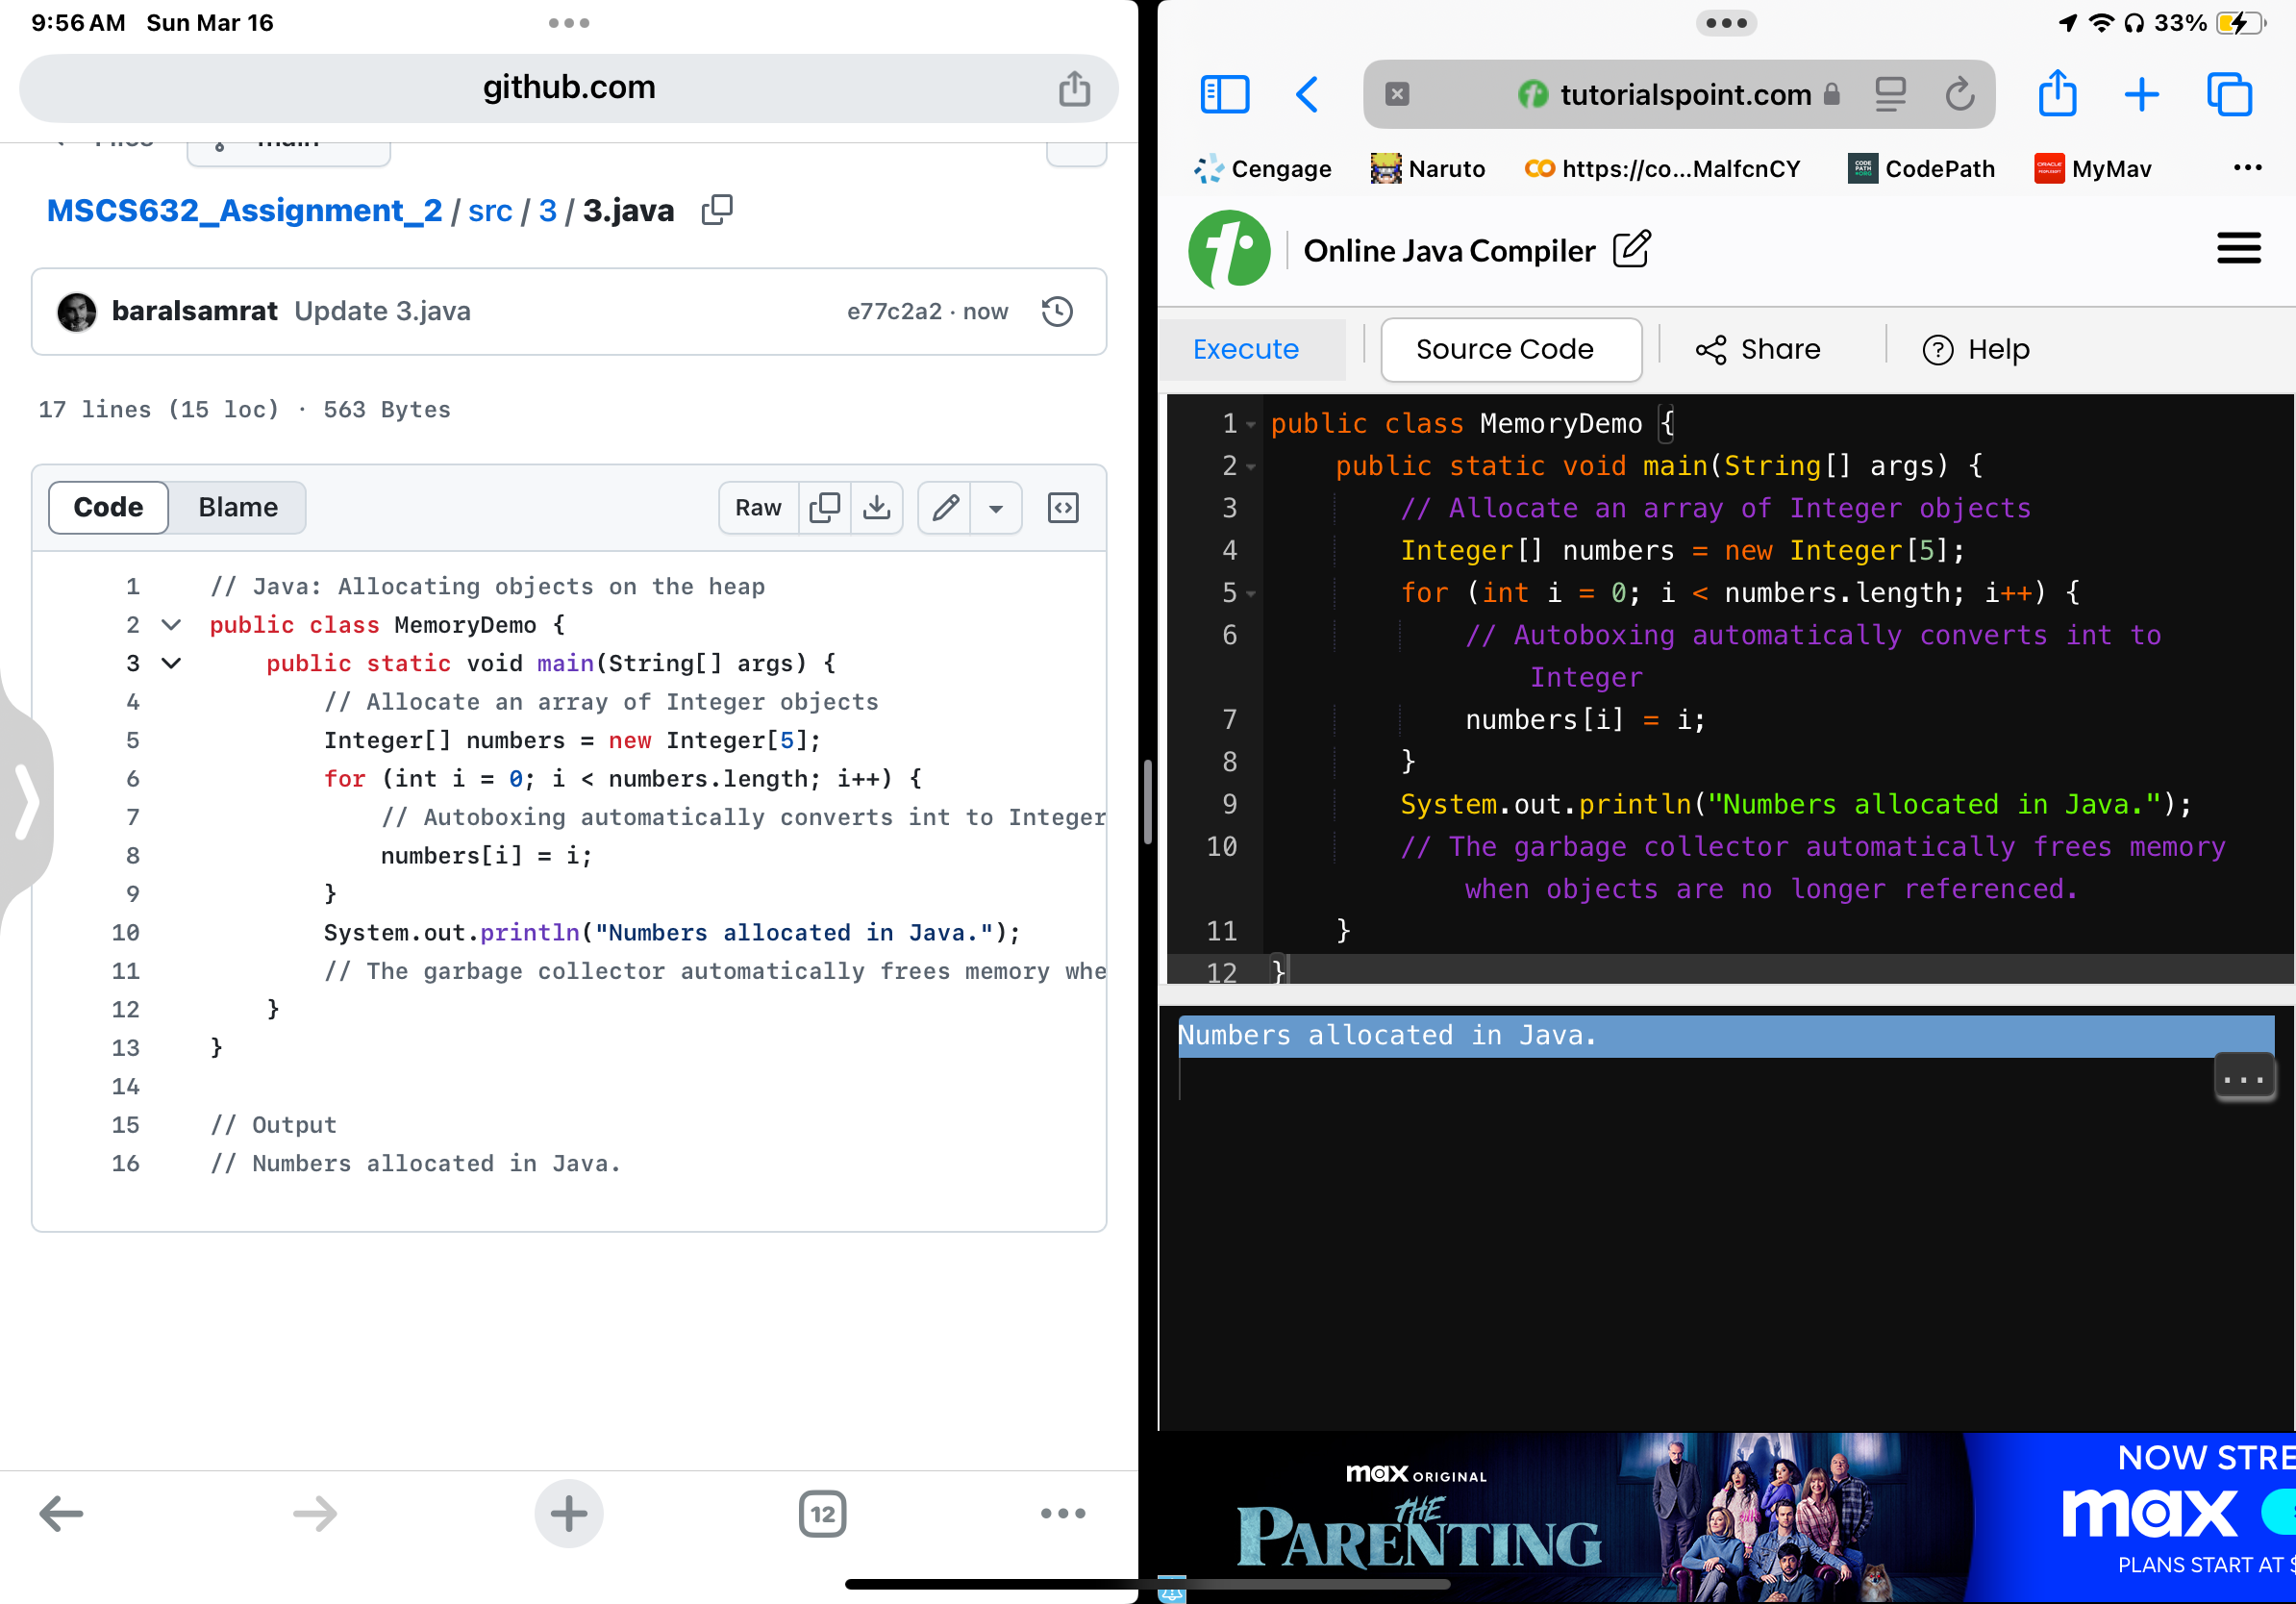 9:56 AM Sun Mar 16
github.com
Files main
MSCS632_Assignment_2 / src / 3 / 3.java
baralsamrat Update 3.java e77c2a2 · now
17 lines (15 loc) · 563 Bytes
Code Blame Raw
1 // Java: Allocating objects on the heap
2 public class MemoryDemo {
3 public static void main(String[] args) {
4 // Allocate an array of Integer objects
5 Integer[] numbers = new Integer[5];
6 for (int i = 0; i < numbers.length; i++) {
7 // Autoboxing automatically converts int to Integer
8 numbers[i] = i;
9 }
10 System.out.println("Numbers allocated in Java.");
11 // The garbage collector automatically frees memory whe
12 }
13 }
14
15 // Output
16 // Numbers allocated in Java.
12
33%
tutorialspoint.com
Cengage Naruto https://co...MalfcnCY CodePath MyMav
Online Java Compiler
Execute Source Code Share Help
1 public class MemoryDemo {
2 public static void main(String[] args) {
3 // Allocate an array of Integer objects
4 Integer[] numbers = new Integer[5];
5 for (int i = 0; i < numbers.length; i++) {
6 // Autoboxing automatically converts int to
Integer
7 numbers[i] = i;
8 }
9 System.out.println("Numbers allocated in Java.");
10 // The garbage collector automatically frees memory
when objects are no longer referenced.
11 }
12 }
Numbers allocated in Java.
...
max ORIGINAL
THE
PARENTING
NOW STRE
max
PLANS START AT $